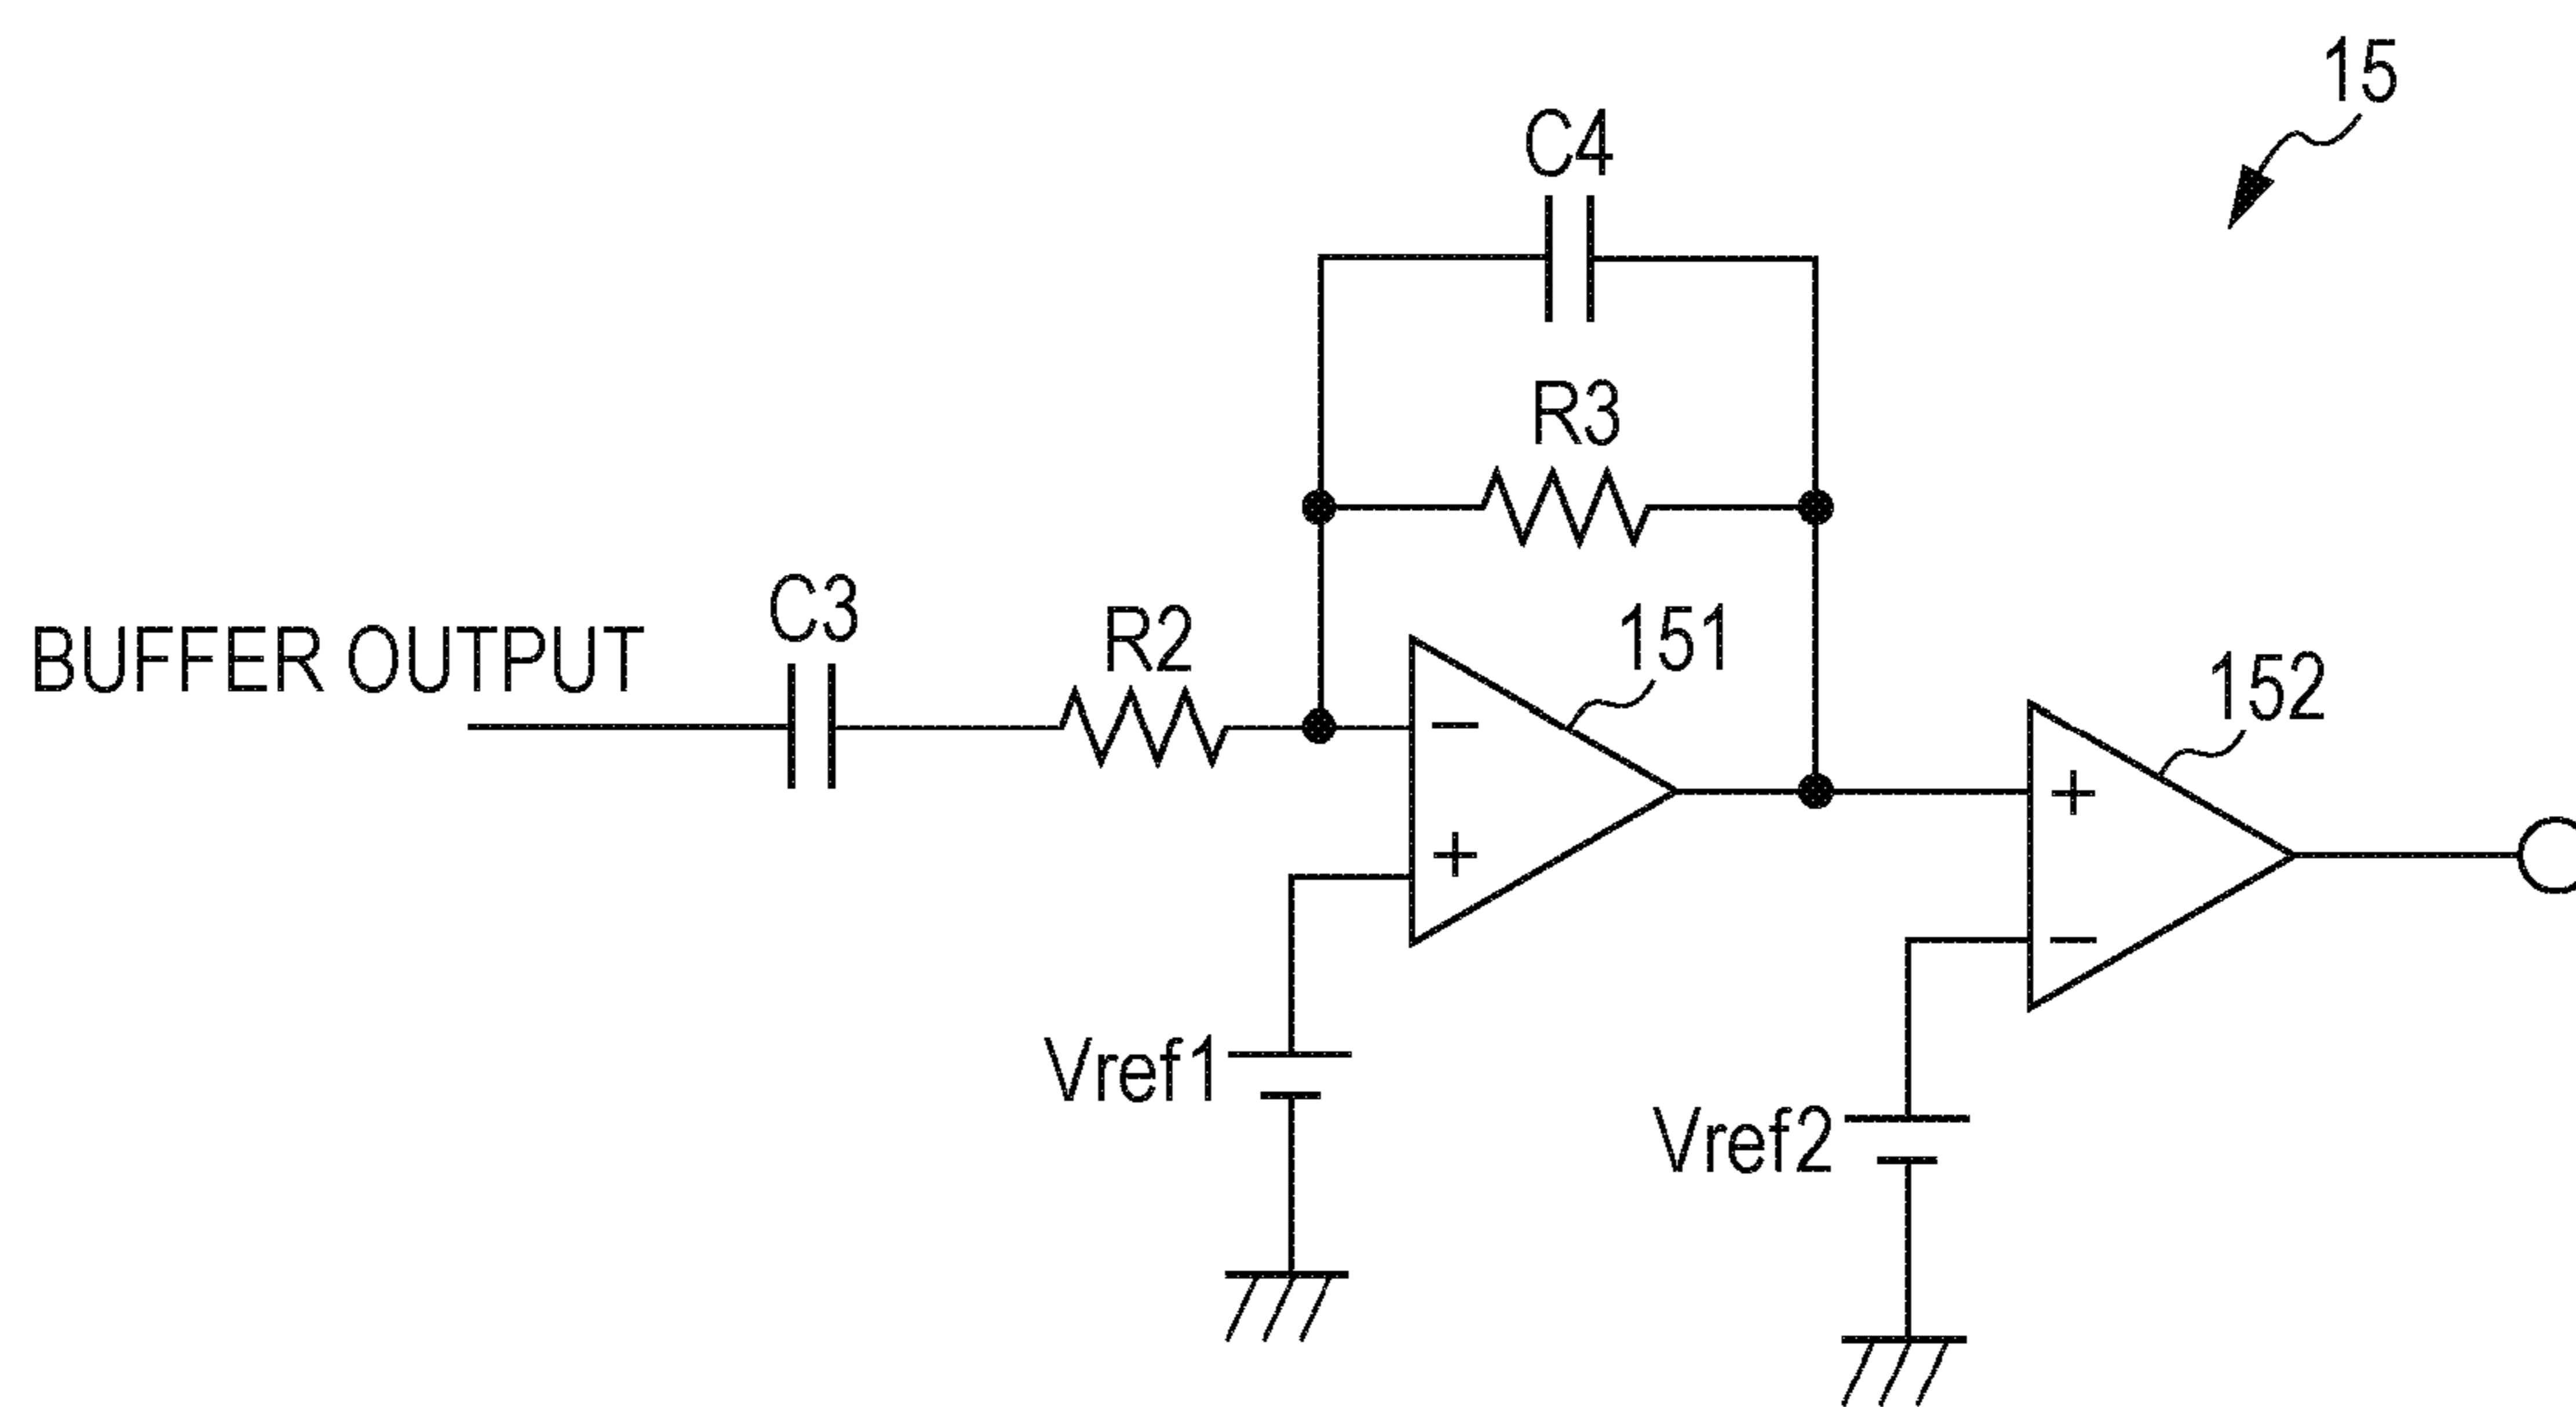 15
C4
R3
C3
R2
151
BUFFER OUTPUT
152
−
+
+
−
Vref1
Vref2